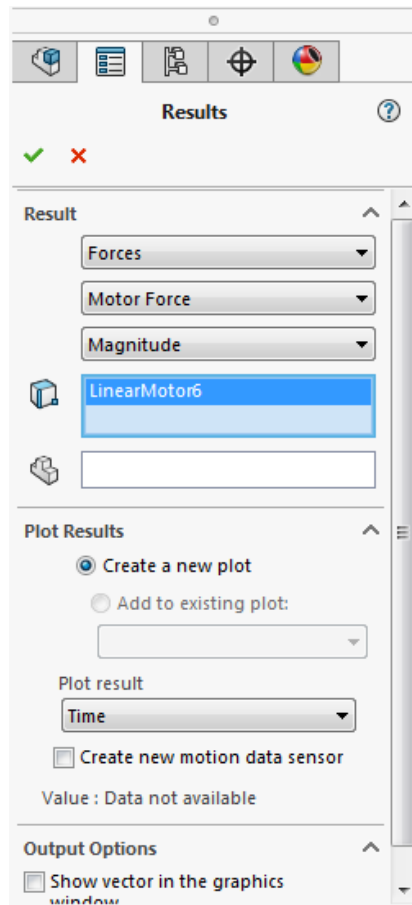 Results
Result
Forces
Motor Force
Magnitude
LinearMotor6
Plot Results
Create a new plot
Add to existing plot:
Plot result
Time
Create new motion data sensor
Value : Data not available
Output Options
Show vector in the graphics
window